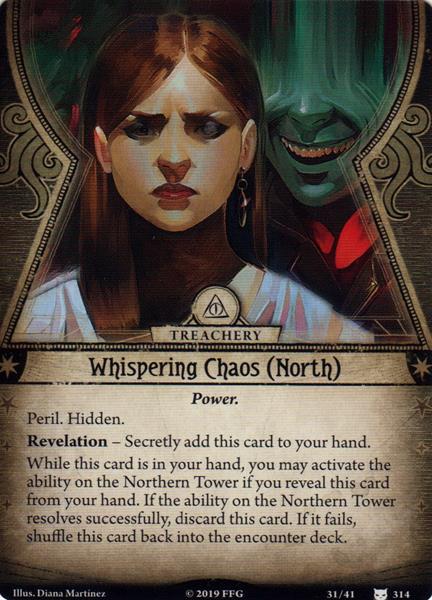 TREACHERY
Whispering Chaos (North)
Power.
Peril. Hidden.
Revelation – Secretly add this card to your hand.
While this card is in your hand, you may activate the
ability on the Northern Tower if you reveal this card
from your hand. If the ability on the Northern Tower
resolves successfully, discard this card. If it fails,
shuffle this card back into the encounter deck.
Illus. Diana Martinez © 2019 FFG 31/41 314